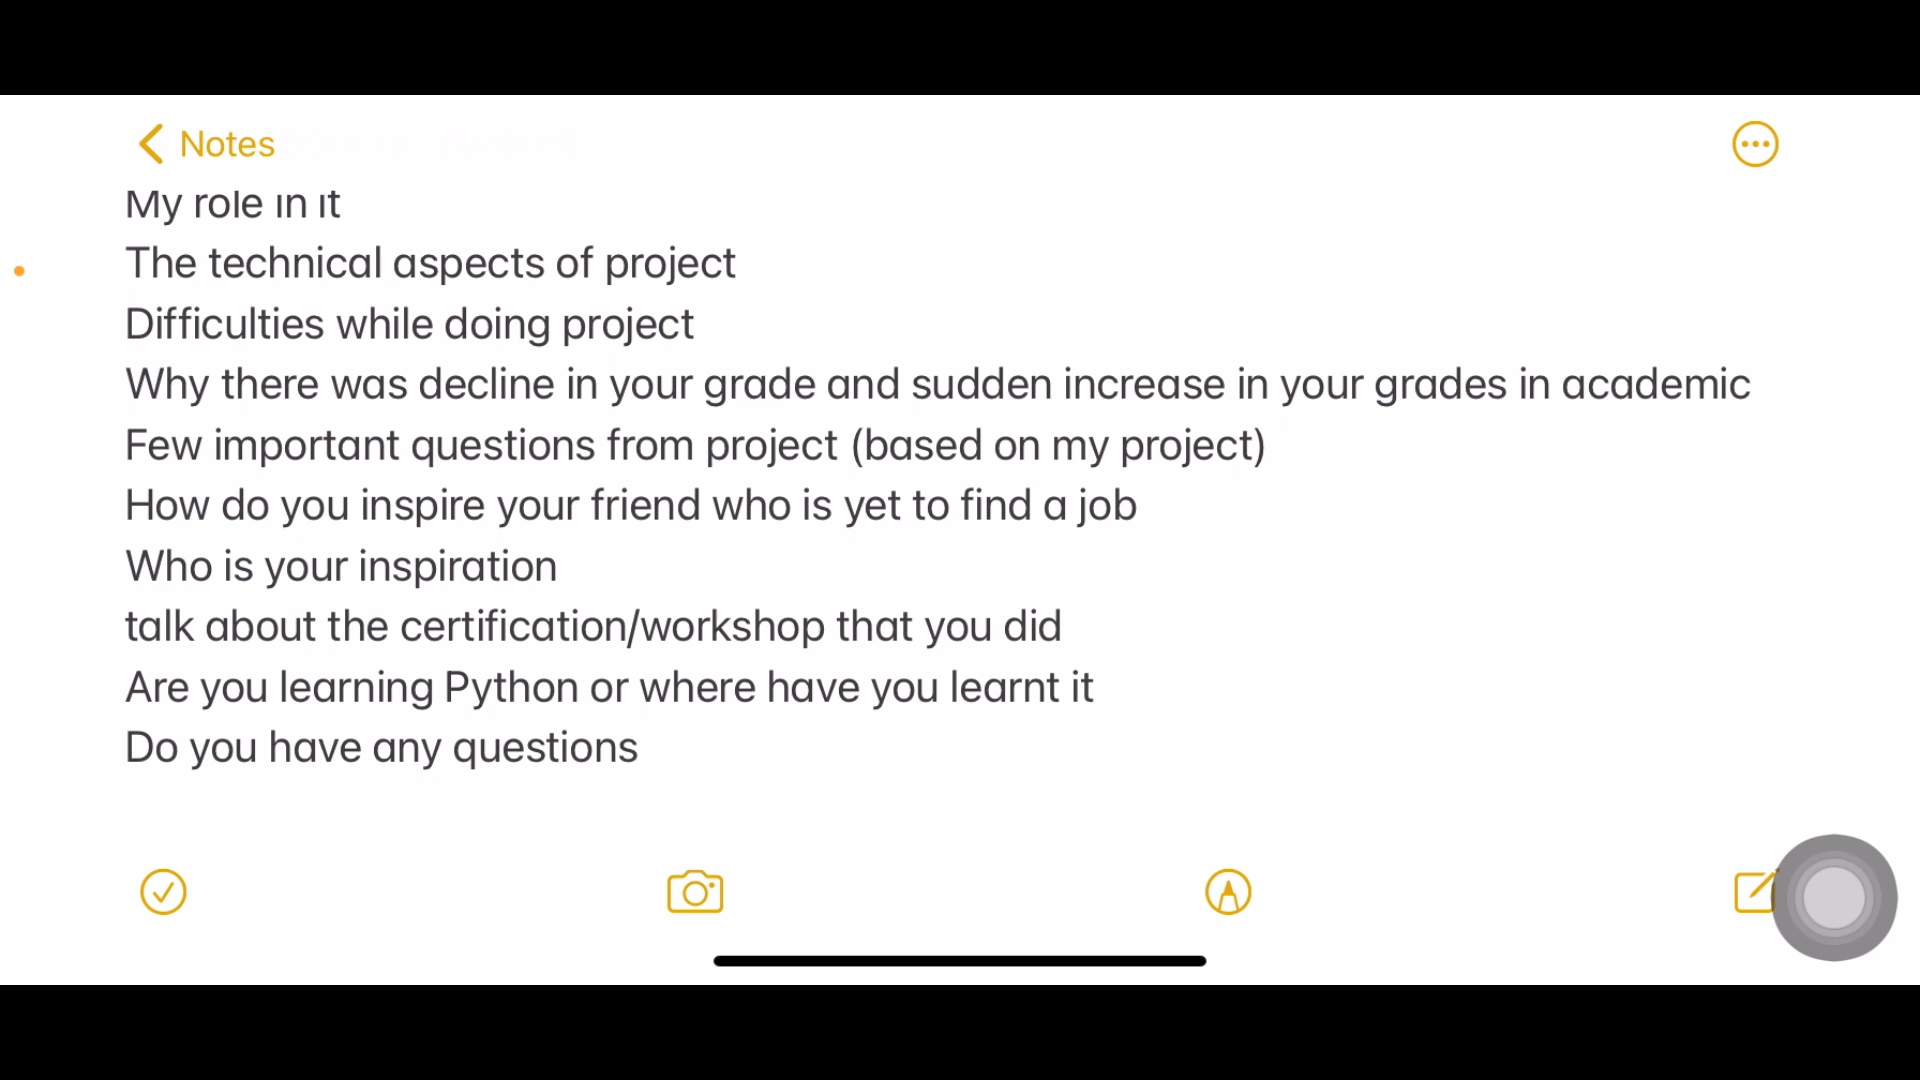 Notes
My role in it
The technical aspects of project
Difficulties while doing project
Why there was decline in your grade and sudden increase in your grades in academic
Few important questions from project (based on my project)
How do you inspire your friend who is yet to find a job
Who is your inspiration
talk about the certification/workshop that you did
Are you learning Python or where have you learnt it
Do you have any questions